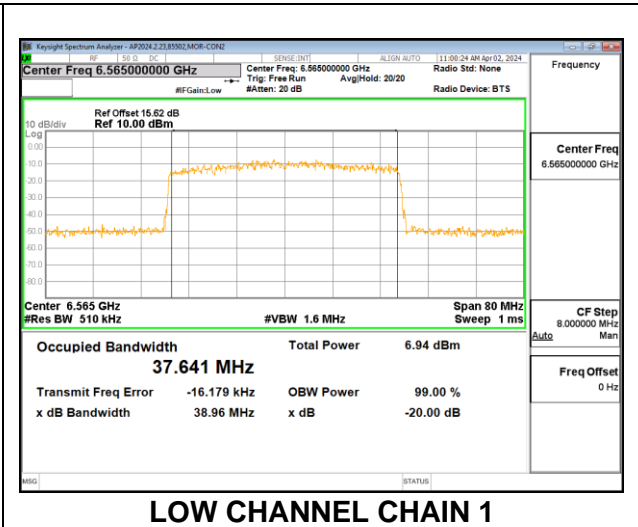 Keysight Spectrum Analyzer - AP2024.2.23,85502,MOR-CON2
RF 50 Ω DC SENSE:INT ALIGN AUTO 11:00:24 AM Apr 02, 2024
Center Freq 6.565000000 GHz
Center Freq: 6.565000000 GHz
Radio Std: None
Trig: Free Run Avg|Hold: 20/20
#IFGain:Low
#Atten: 20 dB
Radio Device: BTS
Frequency
Ref Offset 15.62 dB
10 dB/div Ref 10.00 dBm
Log
0.00
-10.0
-20.0
-30.0
-40.0
-50.0
-60.0
-70.0
-80.0
Center 6.565 GHz Span 80 MHz
#Res BW 510 kHz #VBW 1.6 MHz Sweep 1 ms
Occupied Bandwidth Total Power 6.94 dBm
37.641 MHz
Transmit Freq Error -16.179 kHz OBW Power 99.00 %
x dB Bandwidth 38.96 MHz x dB -20.00 dB
Center Freq
6.565000000 GHz
CF Step
8.000000 MHz
Auto Man
Freq Offset
0 Hz
MSG STATUS
LOW CHANNEL CHAIN 1